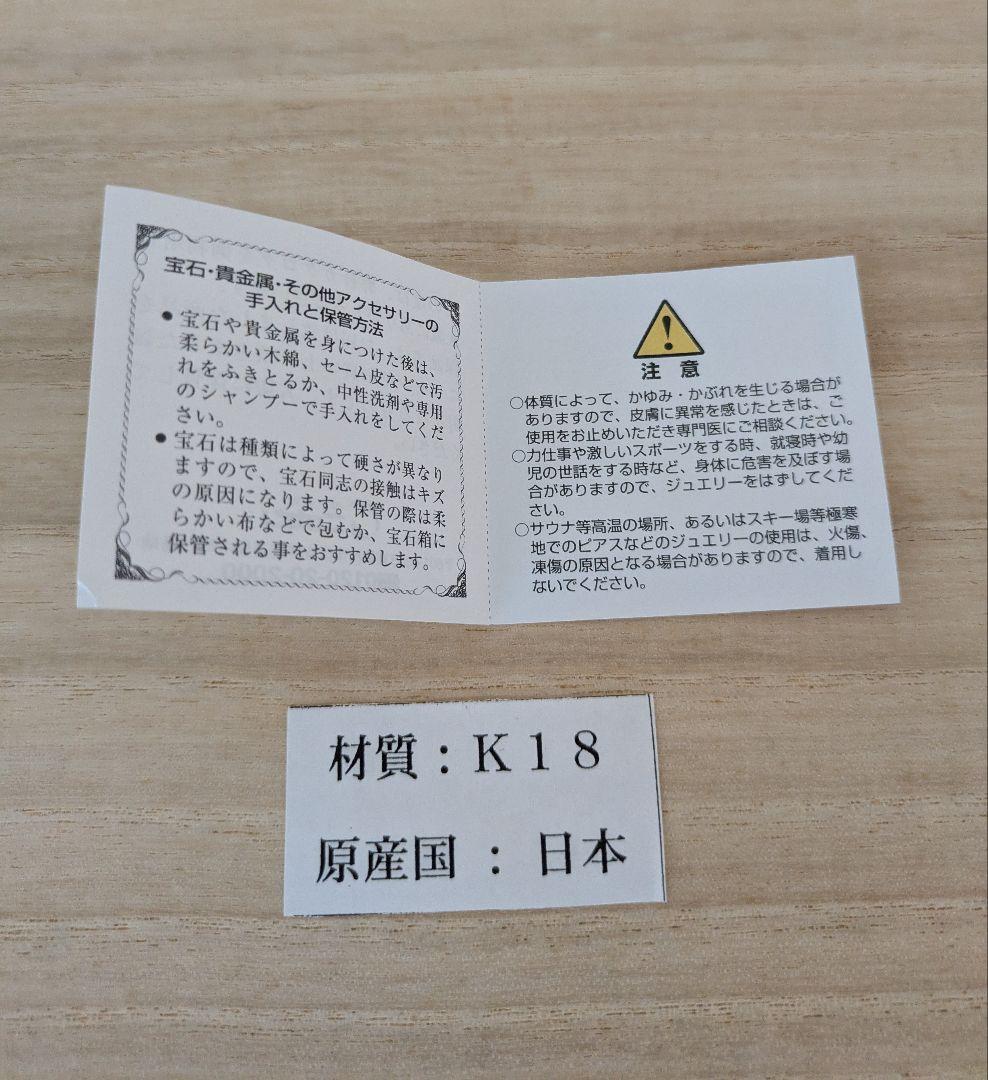 宝石・貴金属・その他アクセサリーの
手入れと保管方法
● 宝石や貴金属を身につけた後は、
柔らかい木綿、セーム皮などで汚
れをふきとるか、中性洗剤や専用
のシャンプーで手入れをしてくだ
さい。
● 宝石は種類によって硬さが異なり
ますので、宝石同志の接触はキズ
の原因になります。保管の際は柔
らかい布などで包むか、宝石箱に
保管される事をおすすめします。
注 意
○体質によって、かゆみ・かぶれを生じる場合が
ありますので、皮膚に異常を感じたときは、ご
使用をお止めいただき専門医にご相談ください。
○力仕事や激しいスポーツをする時、就寝時や幼
児の世話をする時など、身体に危害を及ぼす場
合がありますので、ジュエリーをはずしてくだ
さい。
○サウナ等高温の場所、あるいはスキー場等極寒
地でのピアスなどのジュエリーの使用は、火傷、
凍傷の原因となる場合がありますので、着用し
ないでください。
材質：K１８
原産国 ： 日本